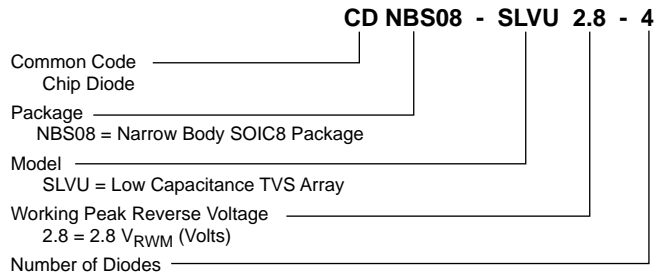 CD NBS08 - SLVU 2.8 - 4
Common Code
Chip Diode
Package
NBS08 = Narrow Body SOIC8 Package
Model
SLVU = Low Capacitance TVS Array
Working Peak Reverse Voltage
2.8 = 2.8 VRWM (Volts)
Number of Diodes